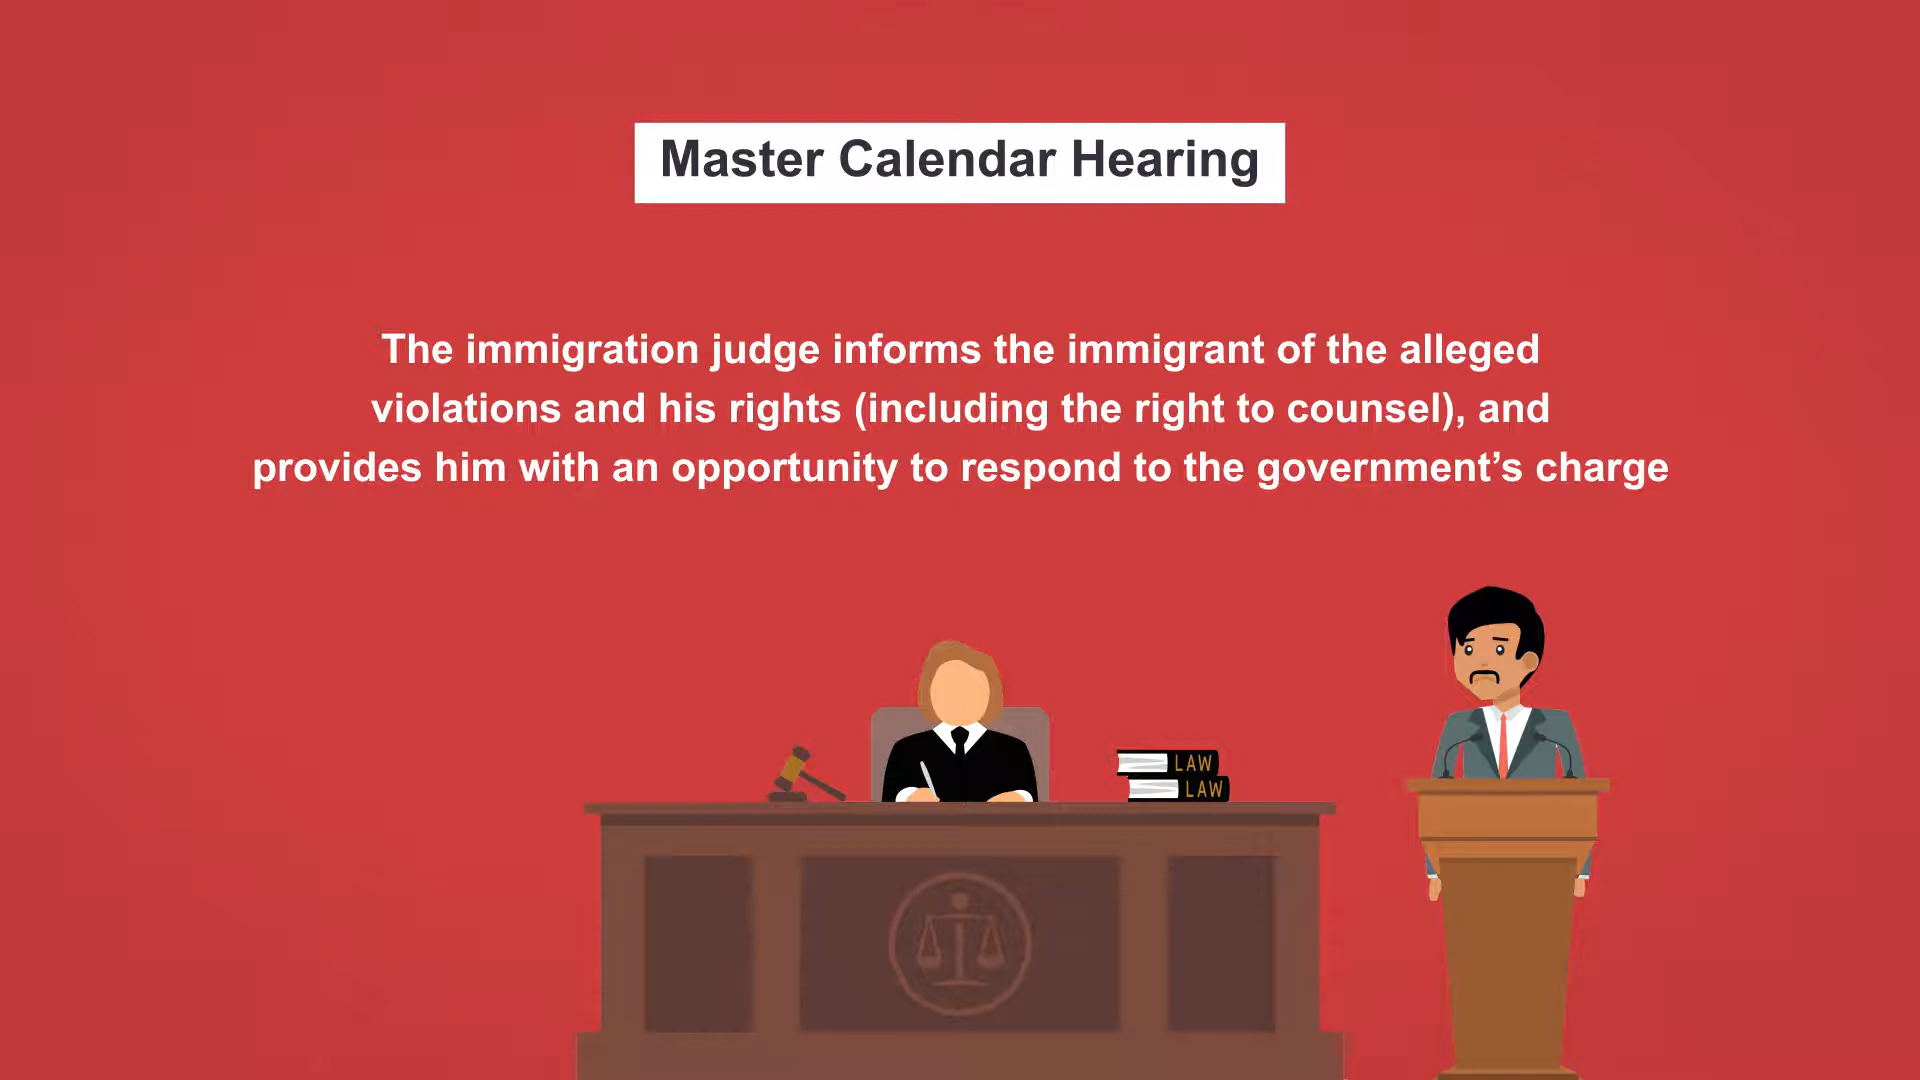 Master Calendar Hearing
The immigration judge informs the immigrant of the alleged
violations and his rights (including the right to counsel), and
provides him with an opportunity to respond to the government’s charge
LAW
LAW